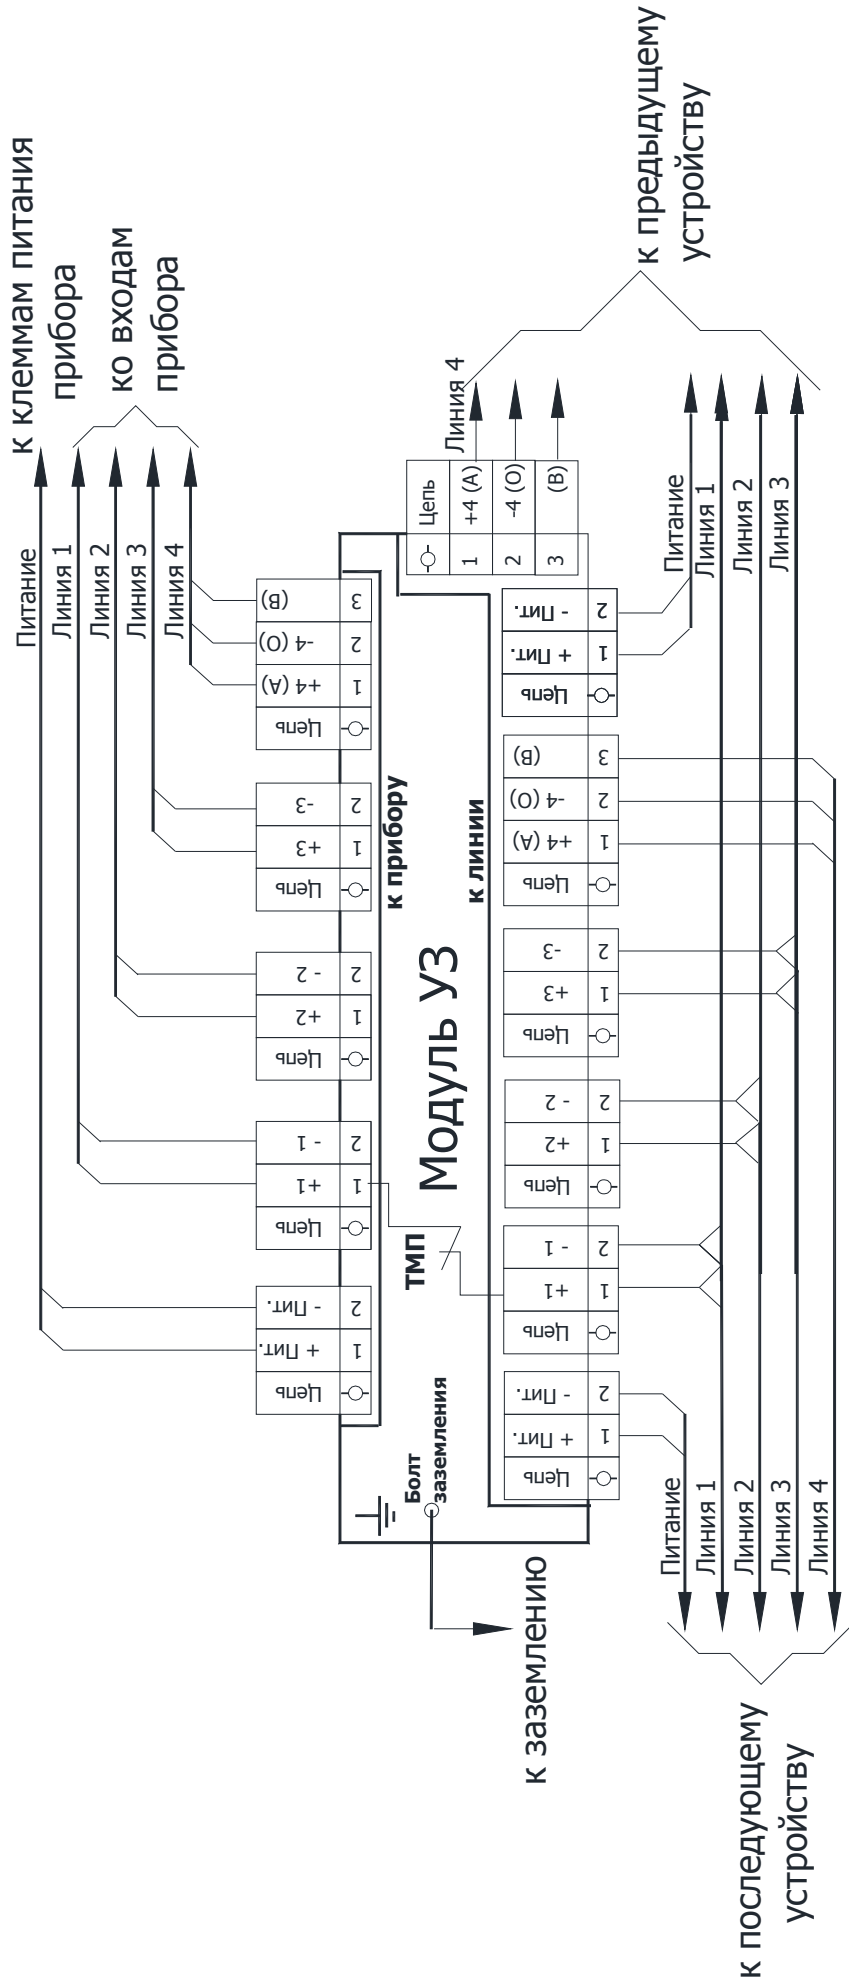 к клеммам питания
прибора
ко входам
прибора
Питание
Линия 1
Линия 2
Линия 3
Линия 4
Цепь
+ Пит.
1
- Пит.
2
Цепь
+1
1
- 1
2
Цепь
+2
1
- 2
2
Цепь
+3
1
-3
2
Цепь
+4 (A)
1
-4 (O)
2
(B)
3
к прибору
Болт
заземления
к заземлению
ТМП
Модуль УЗ
к линии
Цепь
1
+4 (A)
2
-4 (O)
3
(B)
Линия 4
к предыдущему
устройству
Цепь
+ Пит.
1
- Пит.
2
Цепь
+1
1
- 1
2
Цепь
+2
1
- 2
2
Цепь
+3
1
-3
2
Цепь
+4 (A)
1
-4 (O)
2
(B)
3
Цепь
+ Пит.
1
- Пит.
2
Питание
Линия 1
Линия 2
Линия 3
Питание
Линия 1
Линия 2
Линия 3
Линия 4
к последующему
устройству